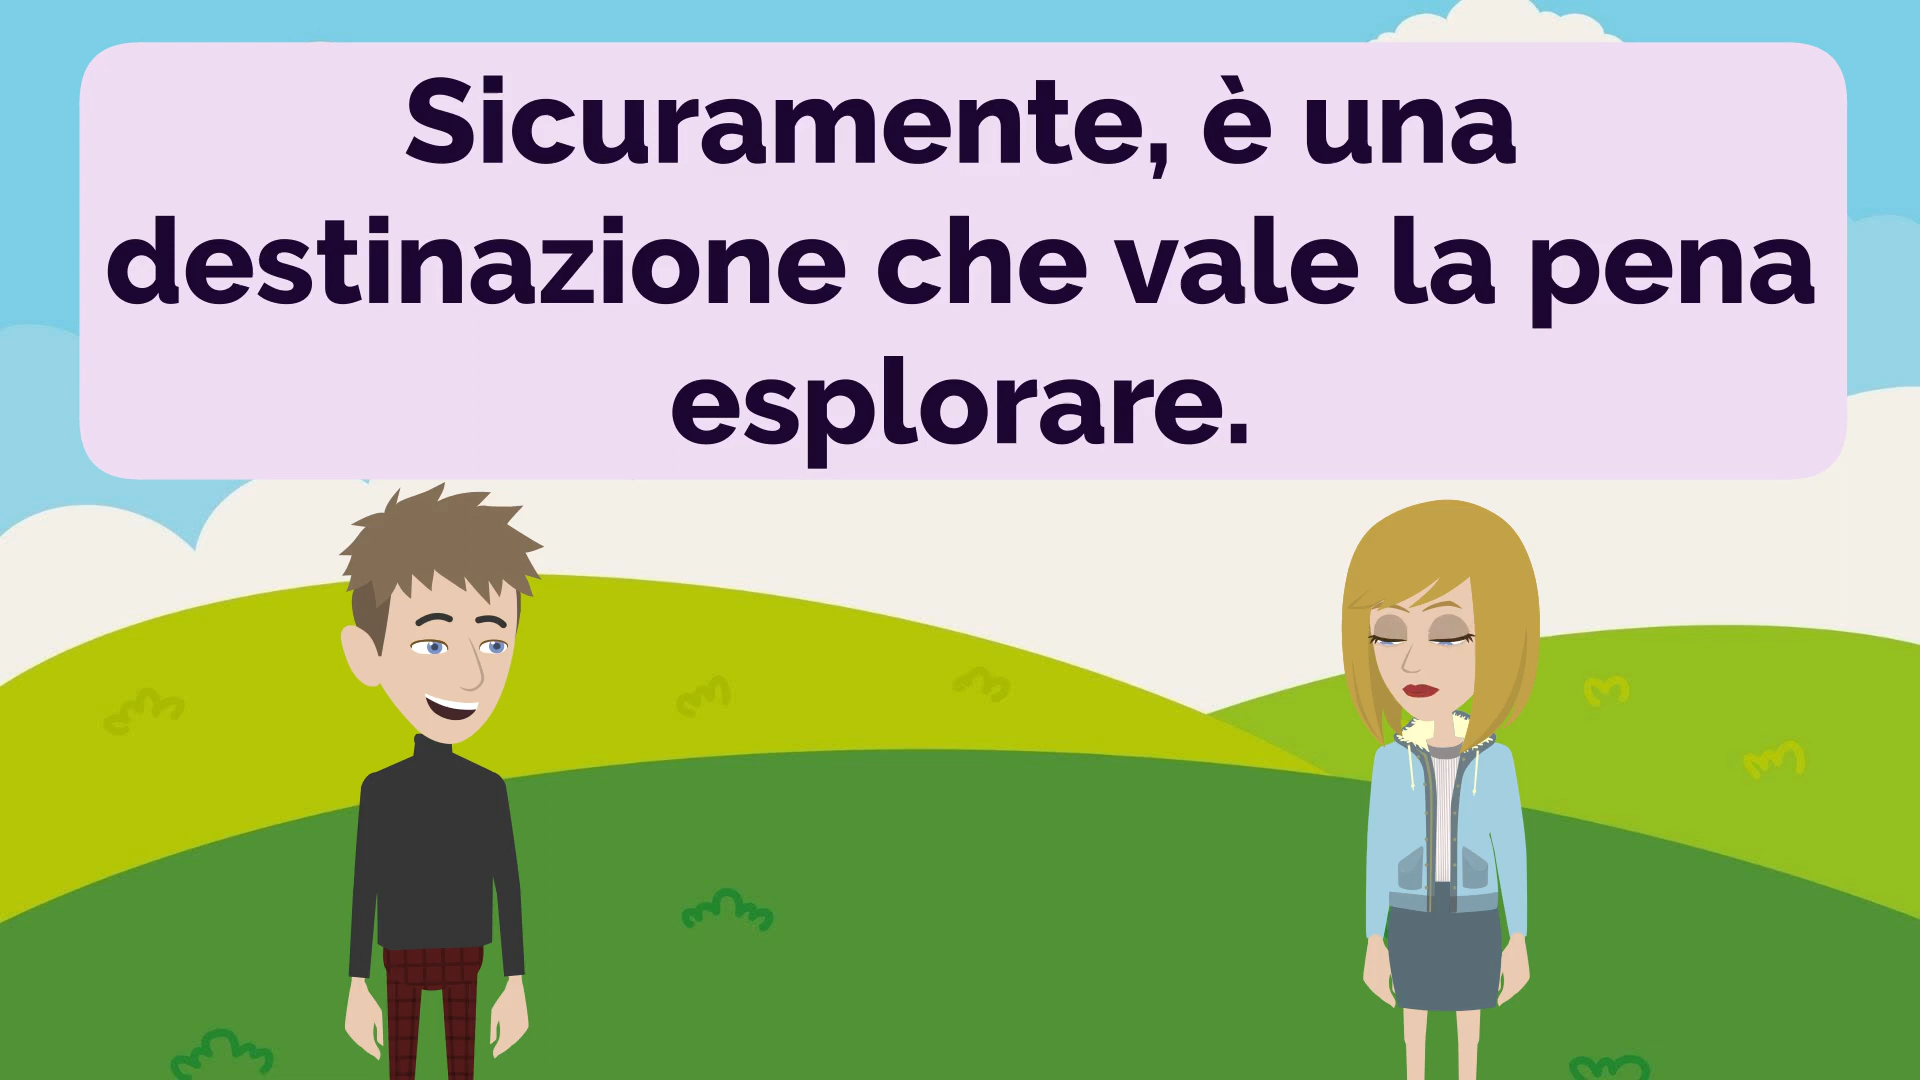 Sicuramente, è una
destinazione che vale la pena
esplorare.